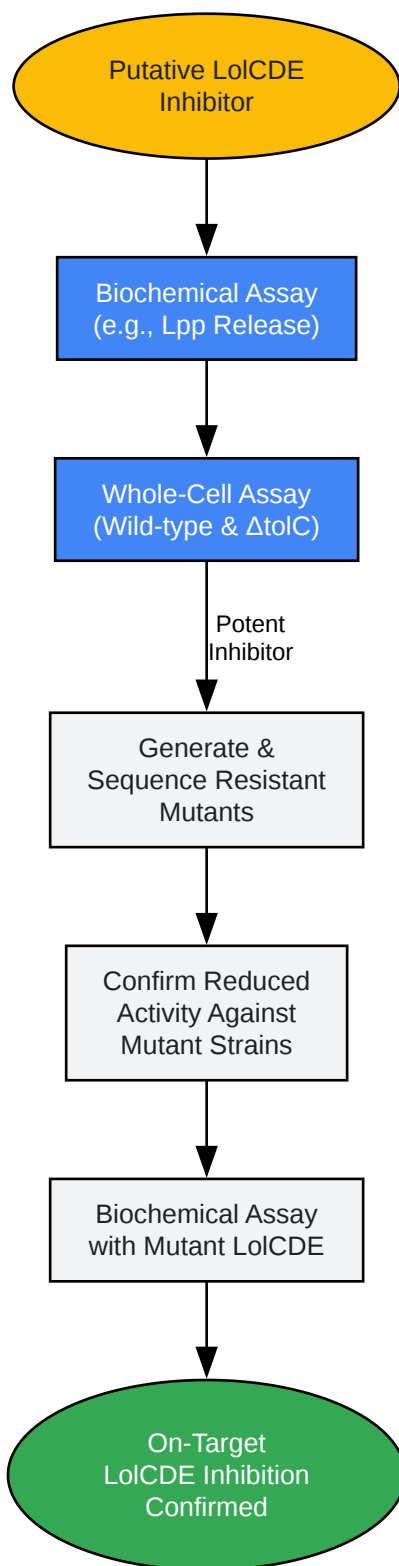 Putative LolCDE
Inhibitor
Biochemical Assay
(e.g., Lpp Release)
Whole-Cell Assay
(Wild-type & ΔtolC)
Potent
Inhibitor
Generate &
Sequence Resistant
Mutants
Confirm Reduced
Activity Against
Mutant Strains
Biochemical Assay
with Mutant LolCDE
On-Target
LolCDE Inhibition
Confirmed